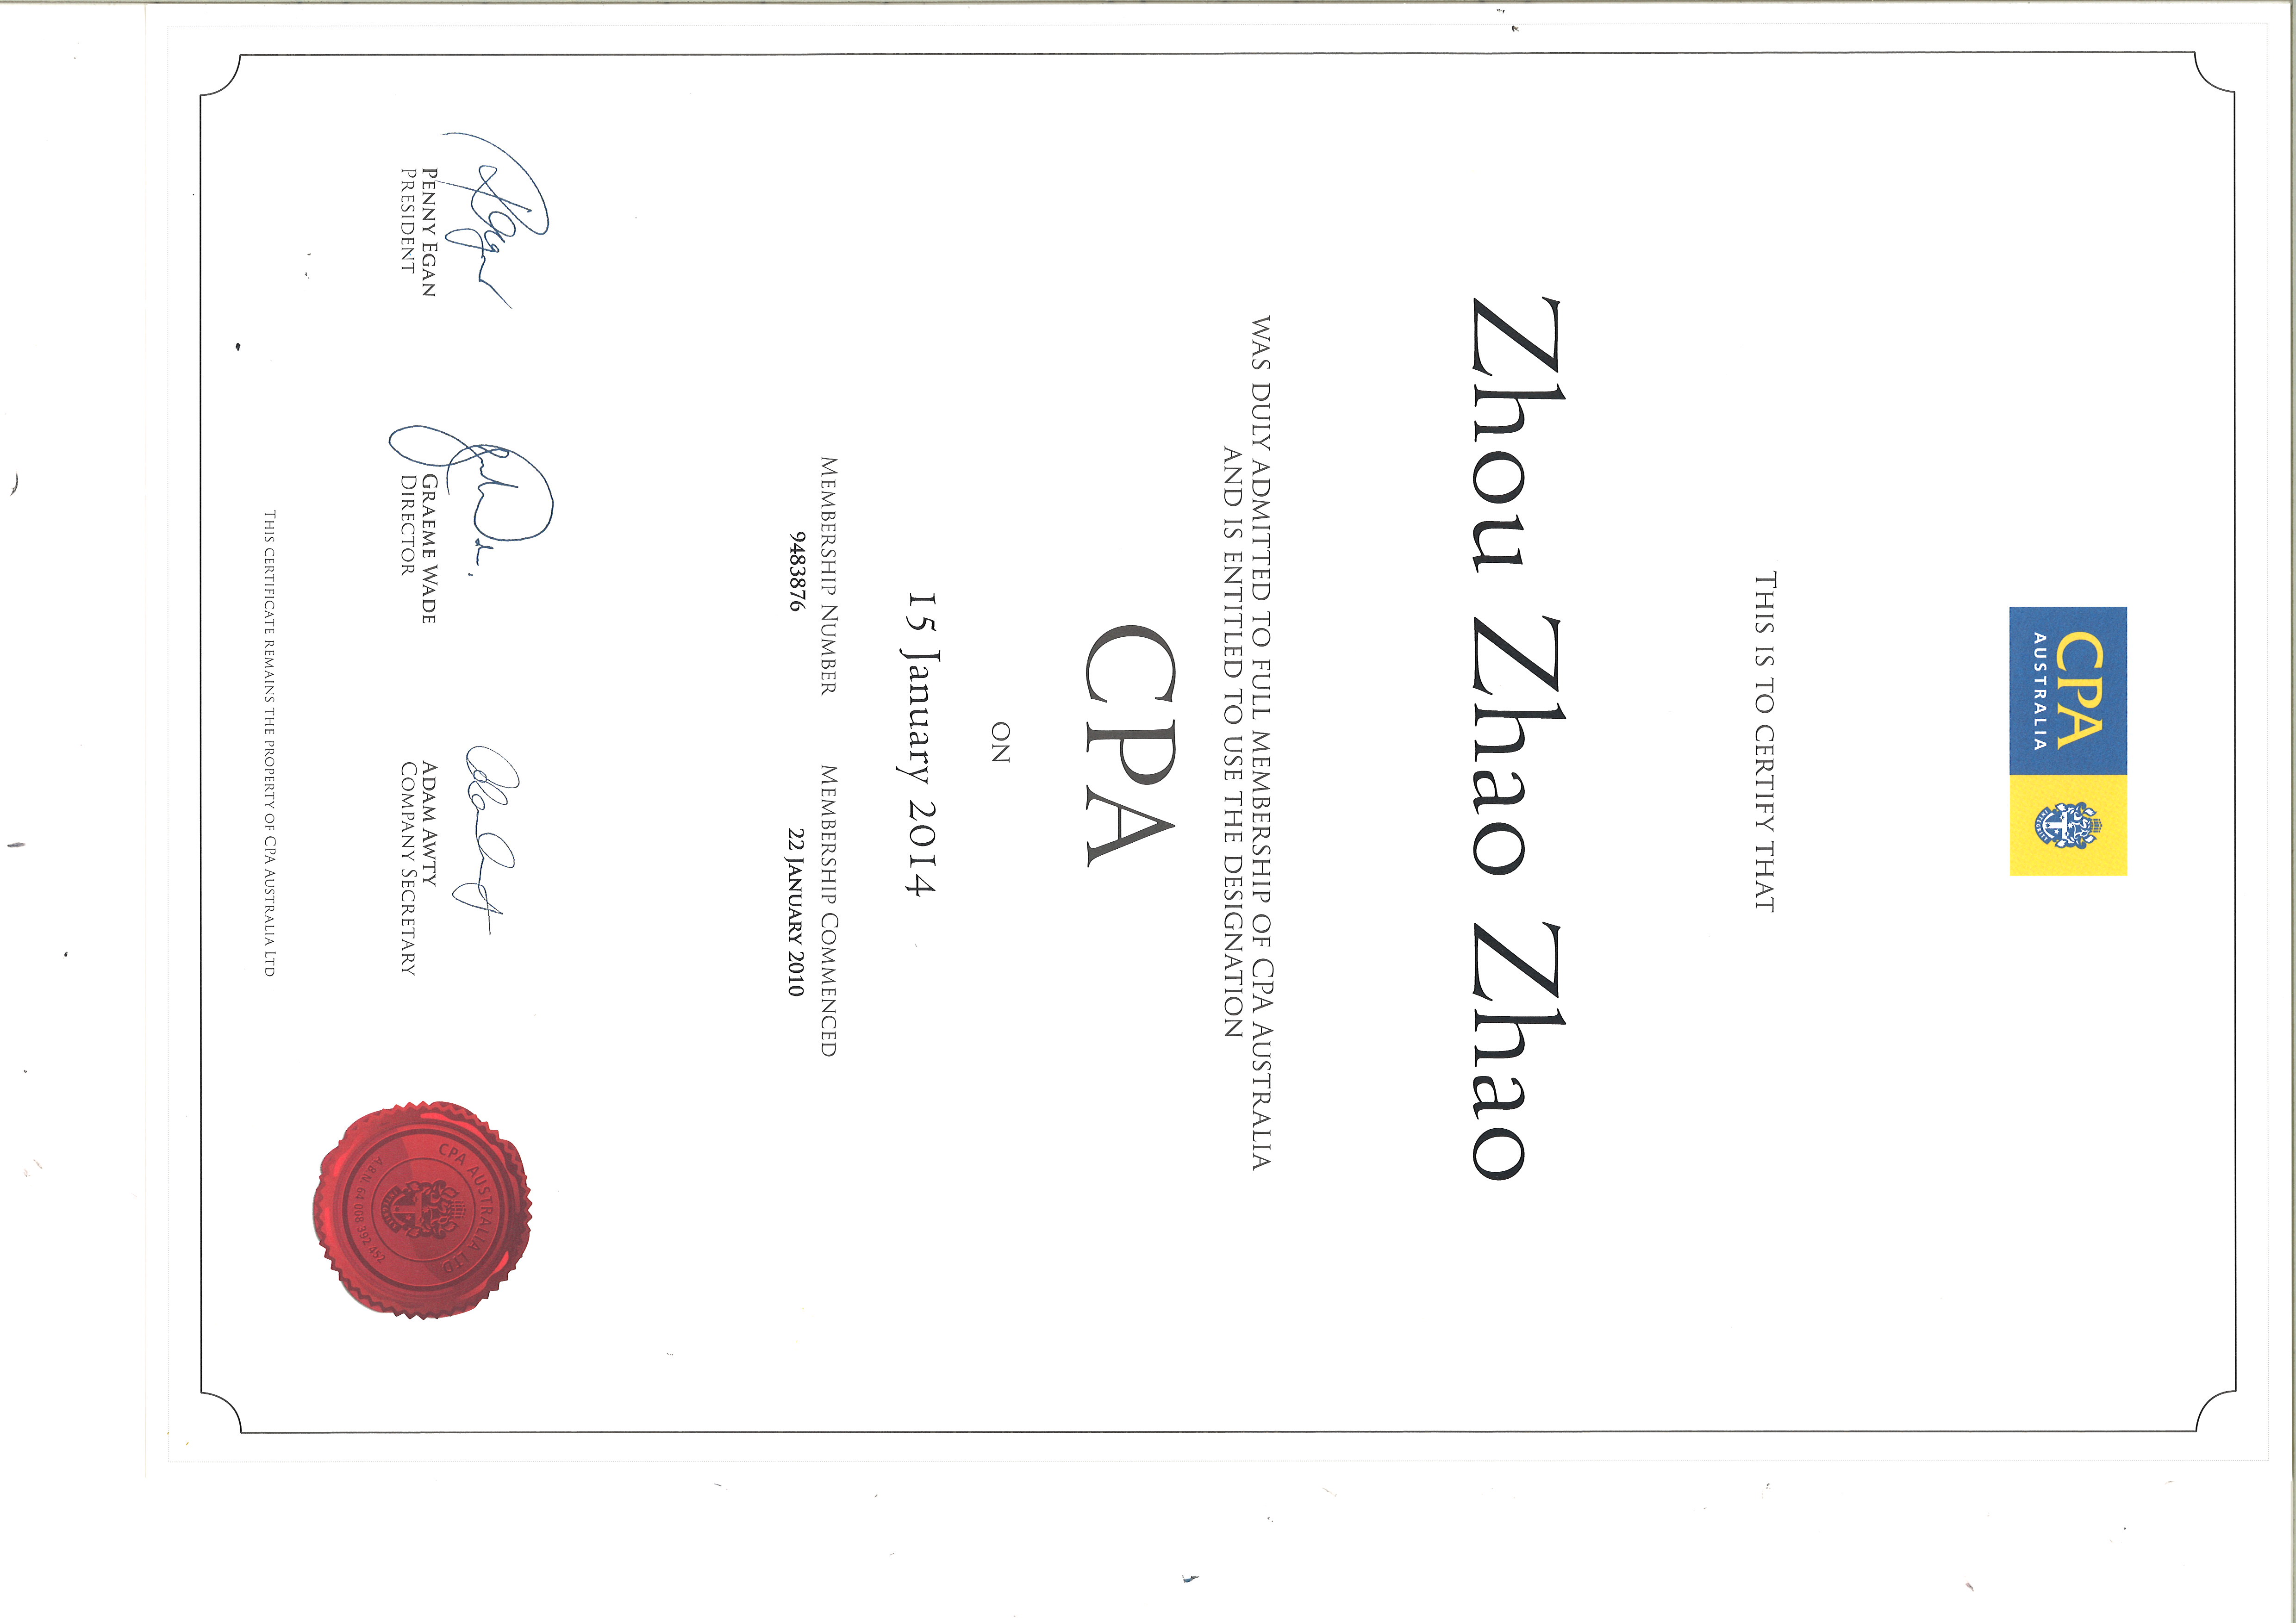 CPA
AUSTRALIA
THIS IS TO CERTIFY THAT
Zhou Zhao Zhao
WAS DULY ADMITTED TO FULL MEMBERSHIP OF CPA AUSTRALIA
AND IS ENTITLED TO USE THE DESIGNATION
CPA
ON
15 January 2014
MEMBERSHIP NUMBER MEMBERSHIP COMMENCED
9483876 22 JANUARY 2010
PENNY EGAN GRAEME WADE ADAM AWTY
PRESIDENT DIRECTOR COMPANY SECRETARY
CPA AUSTRALIA LTD
ABN 64 008 392 452
THIS CERTIFICATE REMAINS THE PROPERTY OF CPA AUSTRALIA LTD